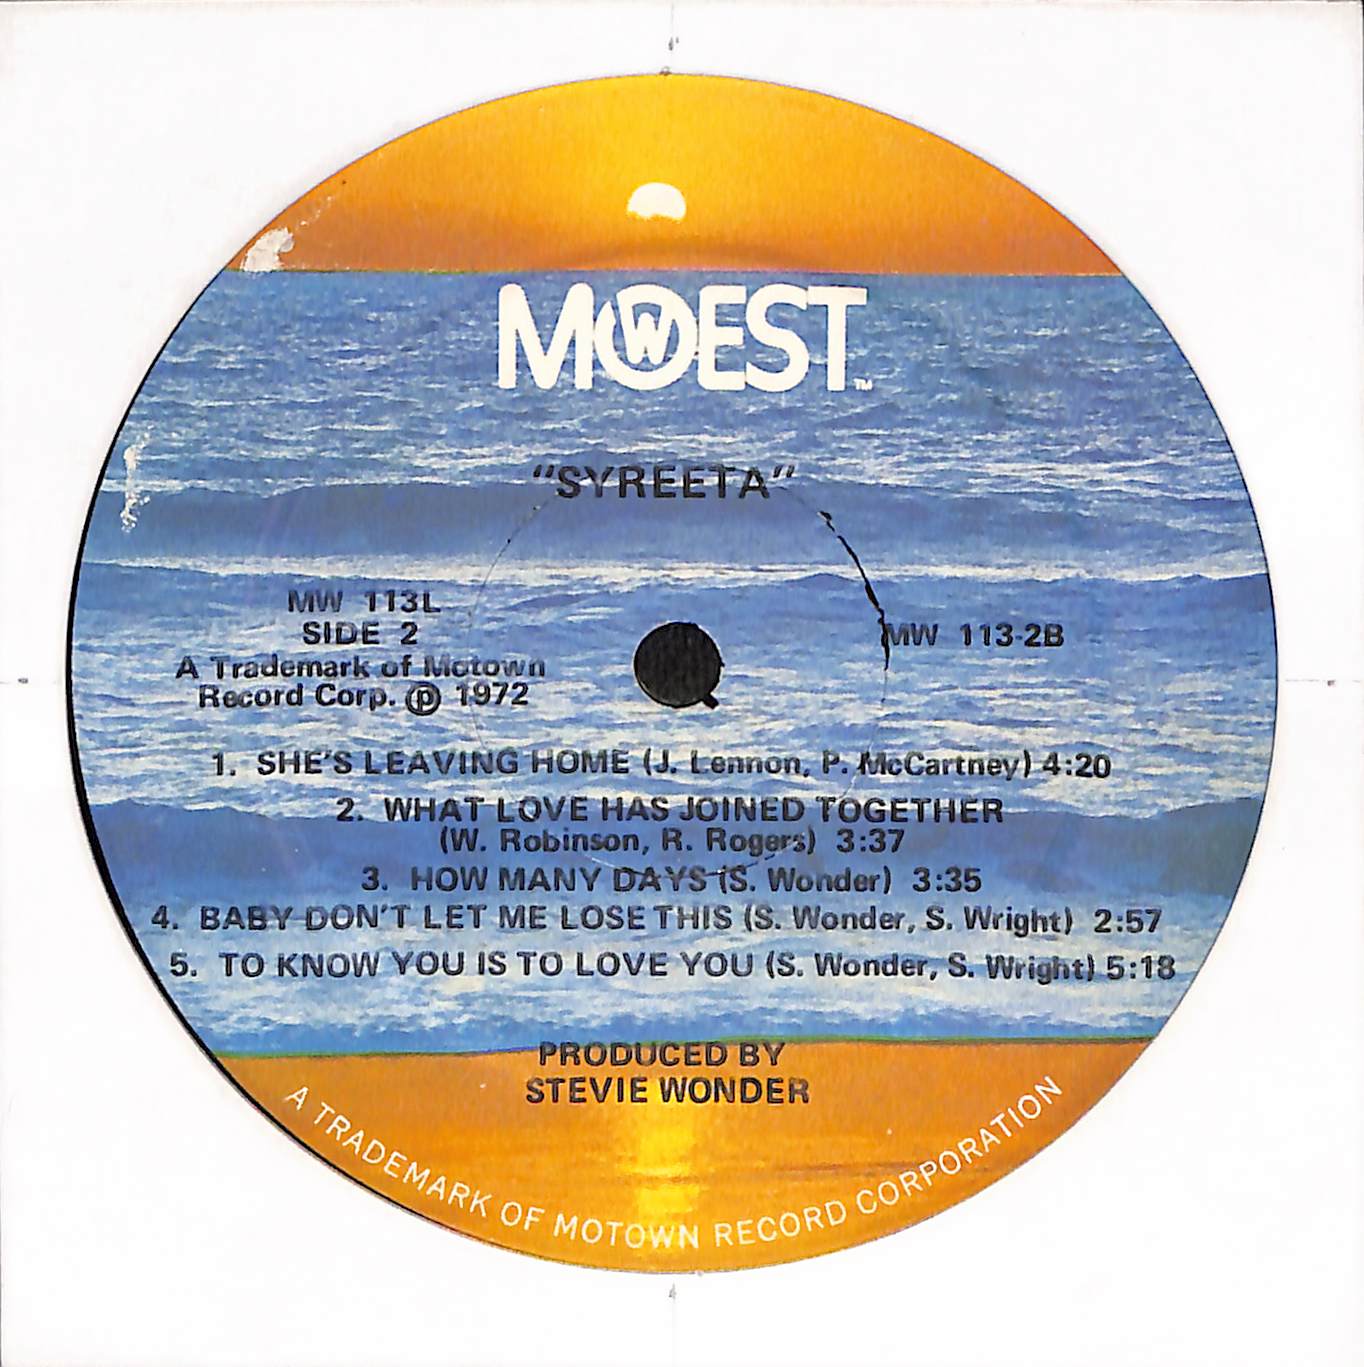 MOWEST™
"SYREETA"
MW 113L
SIDE 2
A Trademark of Motown
Record Corp. ℗ 1972
MW 113-2B
1. SHE'S LEAVING HOME (J. Lennon, P. McCartney) 4:20
2. WHAT LOVE HAS JOINED TOGETHER
(W. Robinson, R. Rogers) 3:37
3. HOW MANY DAYS (S. Wonder) 3:35
4. BABY DON'T LET ME LOSE THIS (S. Wonder, S. Wright) 2:57
5. TO KNOW YOU IS TO LOVE YOU (S. Wonder, S. Wright) 5:18
PRODUCED BY
STEVIE WONDER
A TRADEMARK OF MOTOWN RECORD CORPORATION